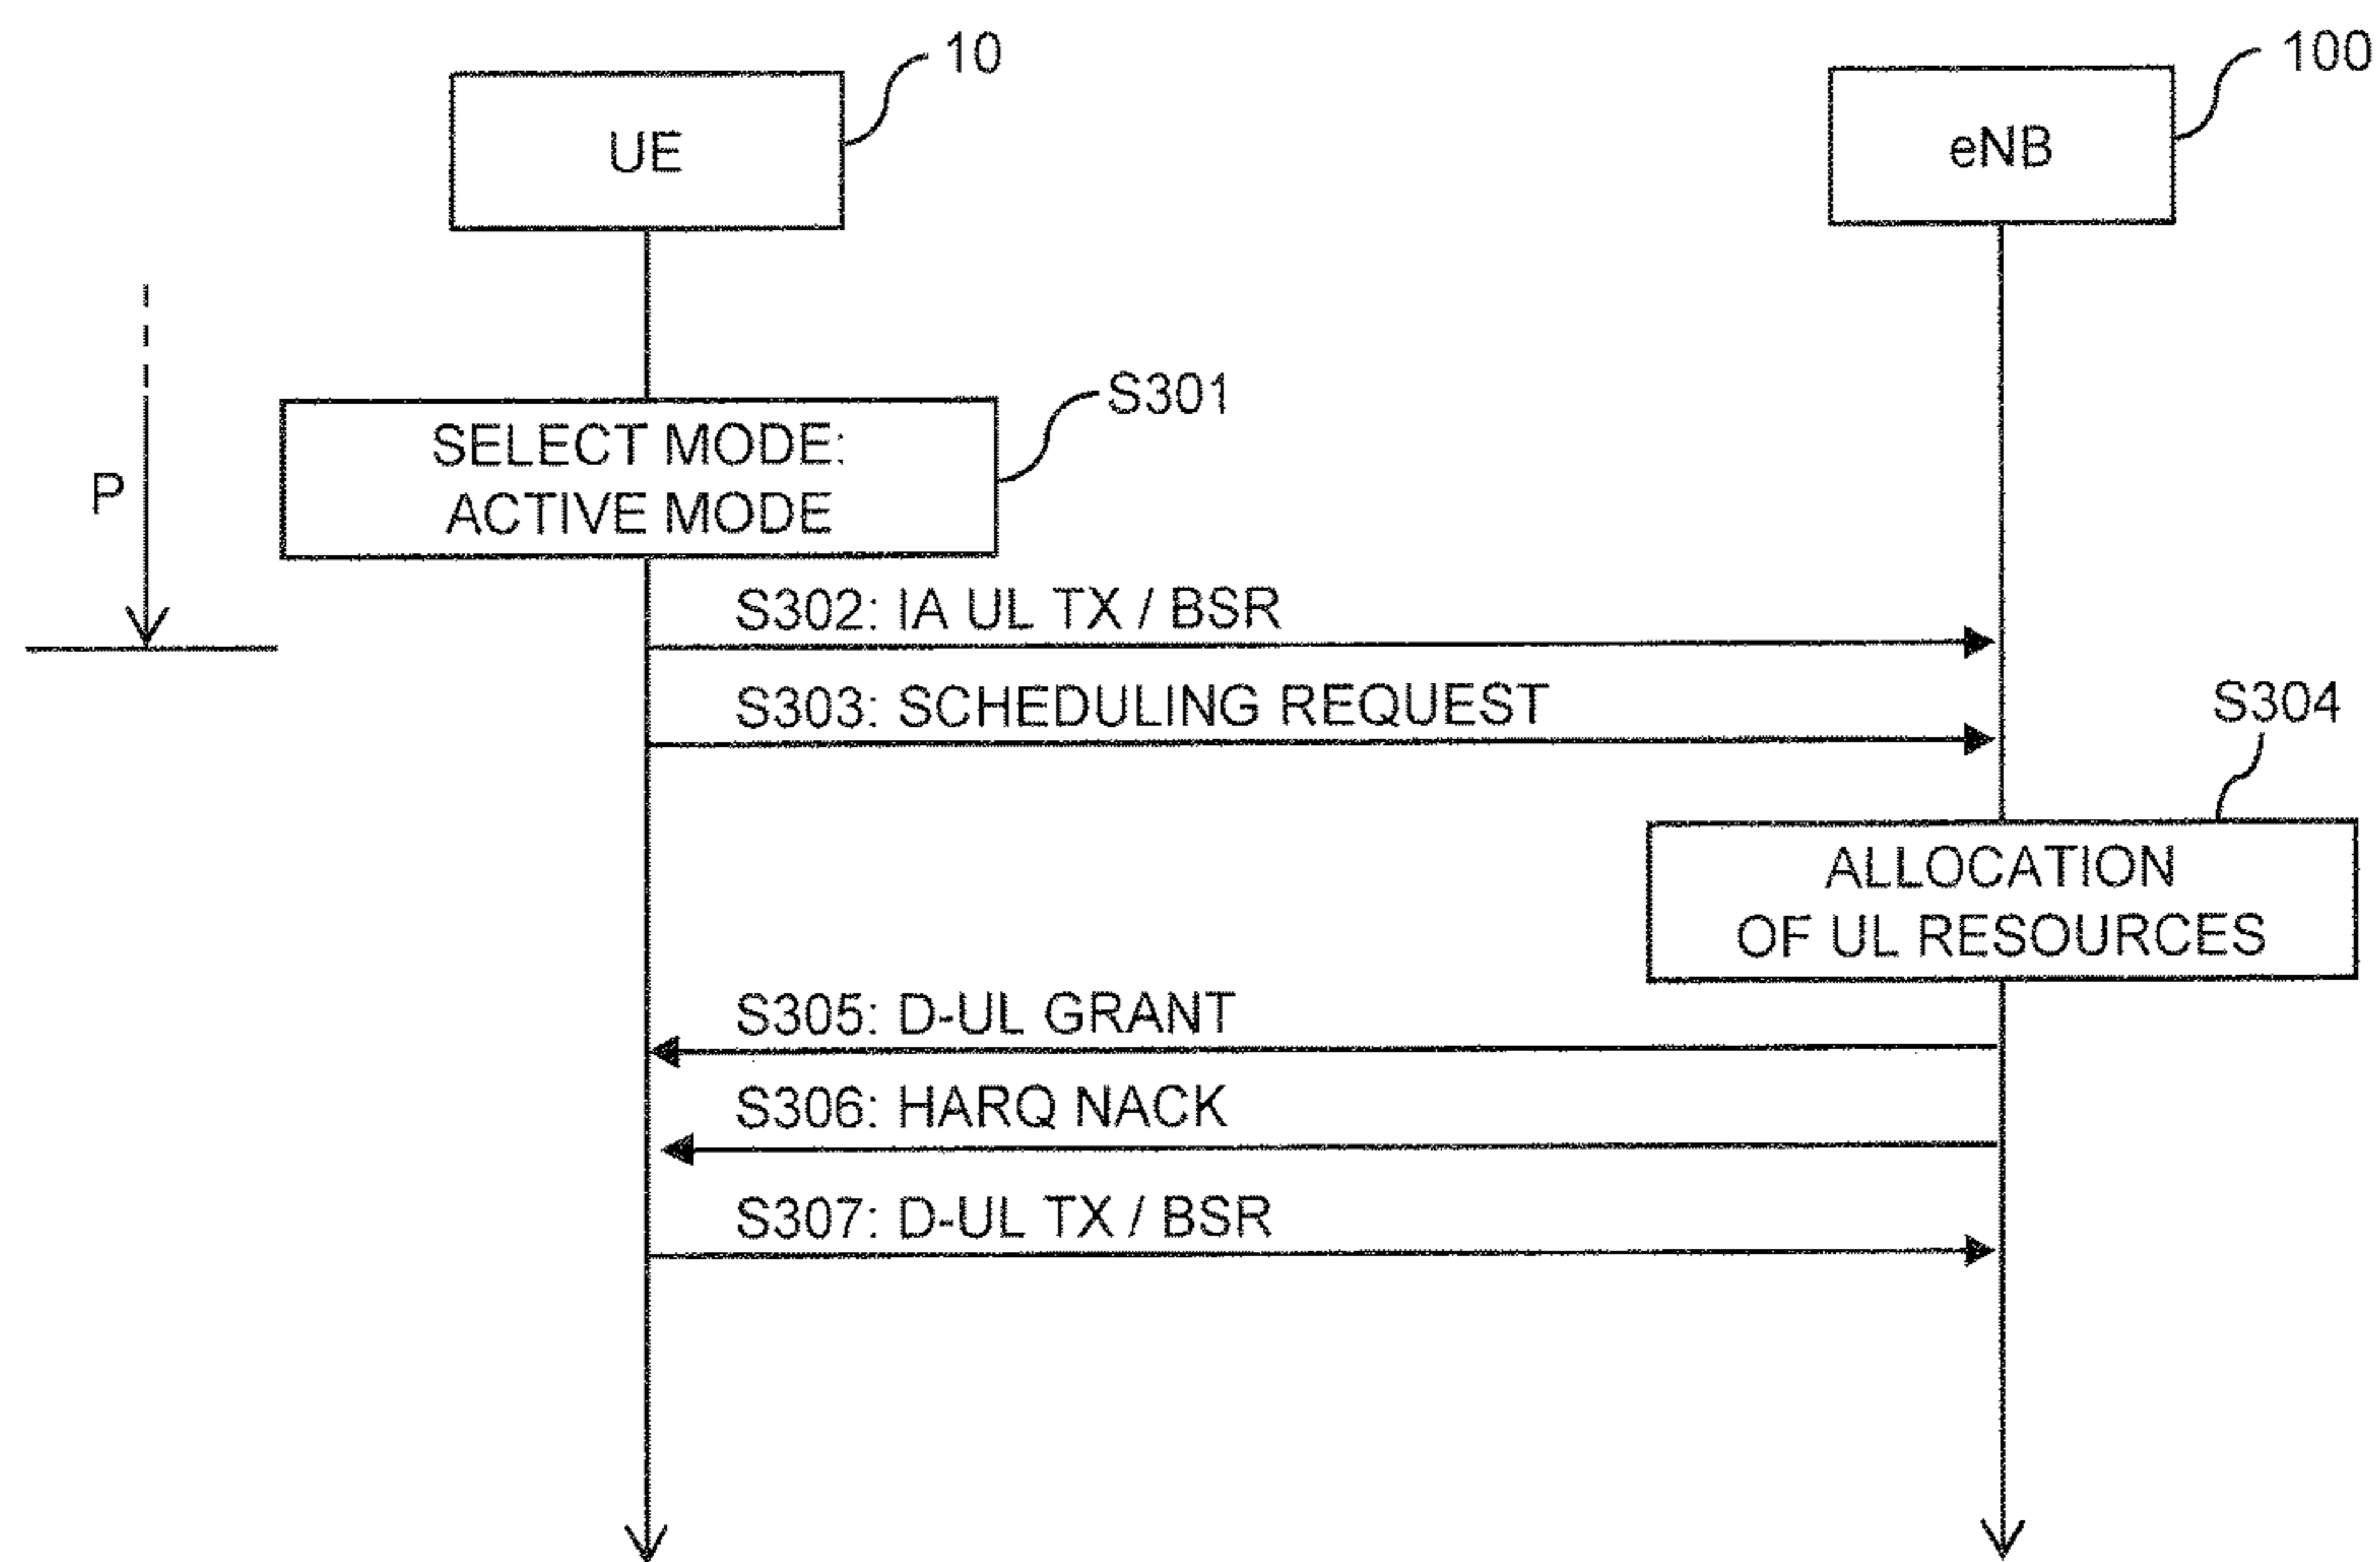 10
100
UE
eNB
S301
SELECT MODE:
ACTIVE MODE
P
S302: IA UL TX / BSR
S303: SCHEDULING REQUEST
S304
ALLOCATION
OF UL RESOURCES
S305: D-UL GRANT
S306: HARQ NACK
S307: D-UL TX / BSR